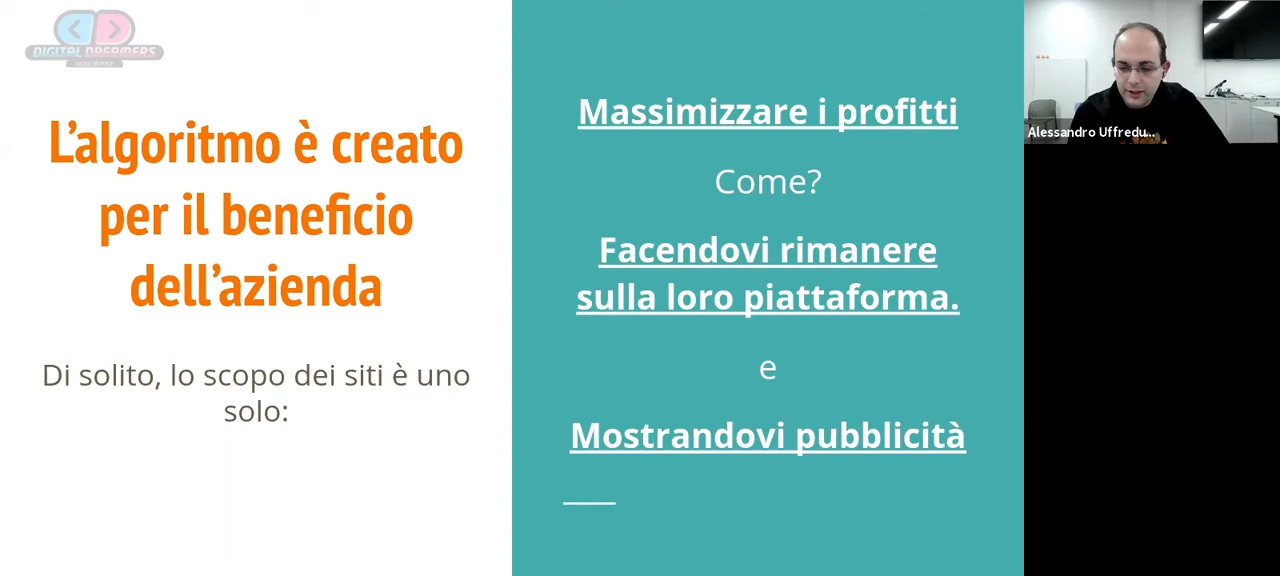 DIGITAL DREAMERS
L'algoritmo è creato
per il beneficio
dell'azienda
Di solito, lo scopo dei siti è uno
solo:
Massimizzare i profitti
Come?
Facendovi rimanere
sulla loro piattaforma.
e
Mostrandovi pubblicità
Alessandro Uffredu...